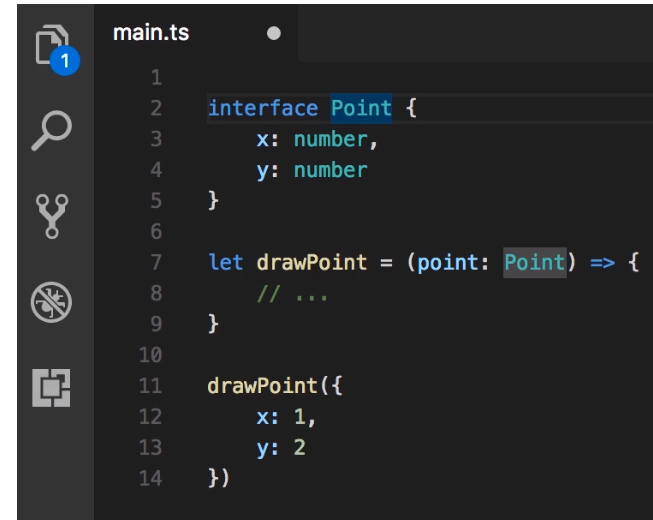 main.ts
1
1
2 interface Point {
3     x: number,
4     y: number
5 }
6
7 let drawPoint = (point: Point) => {
8     // ...
9 }
10
11 drawPoint({
12     x: 1,
13     y: 2
14 })